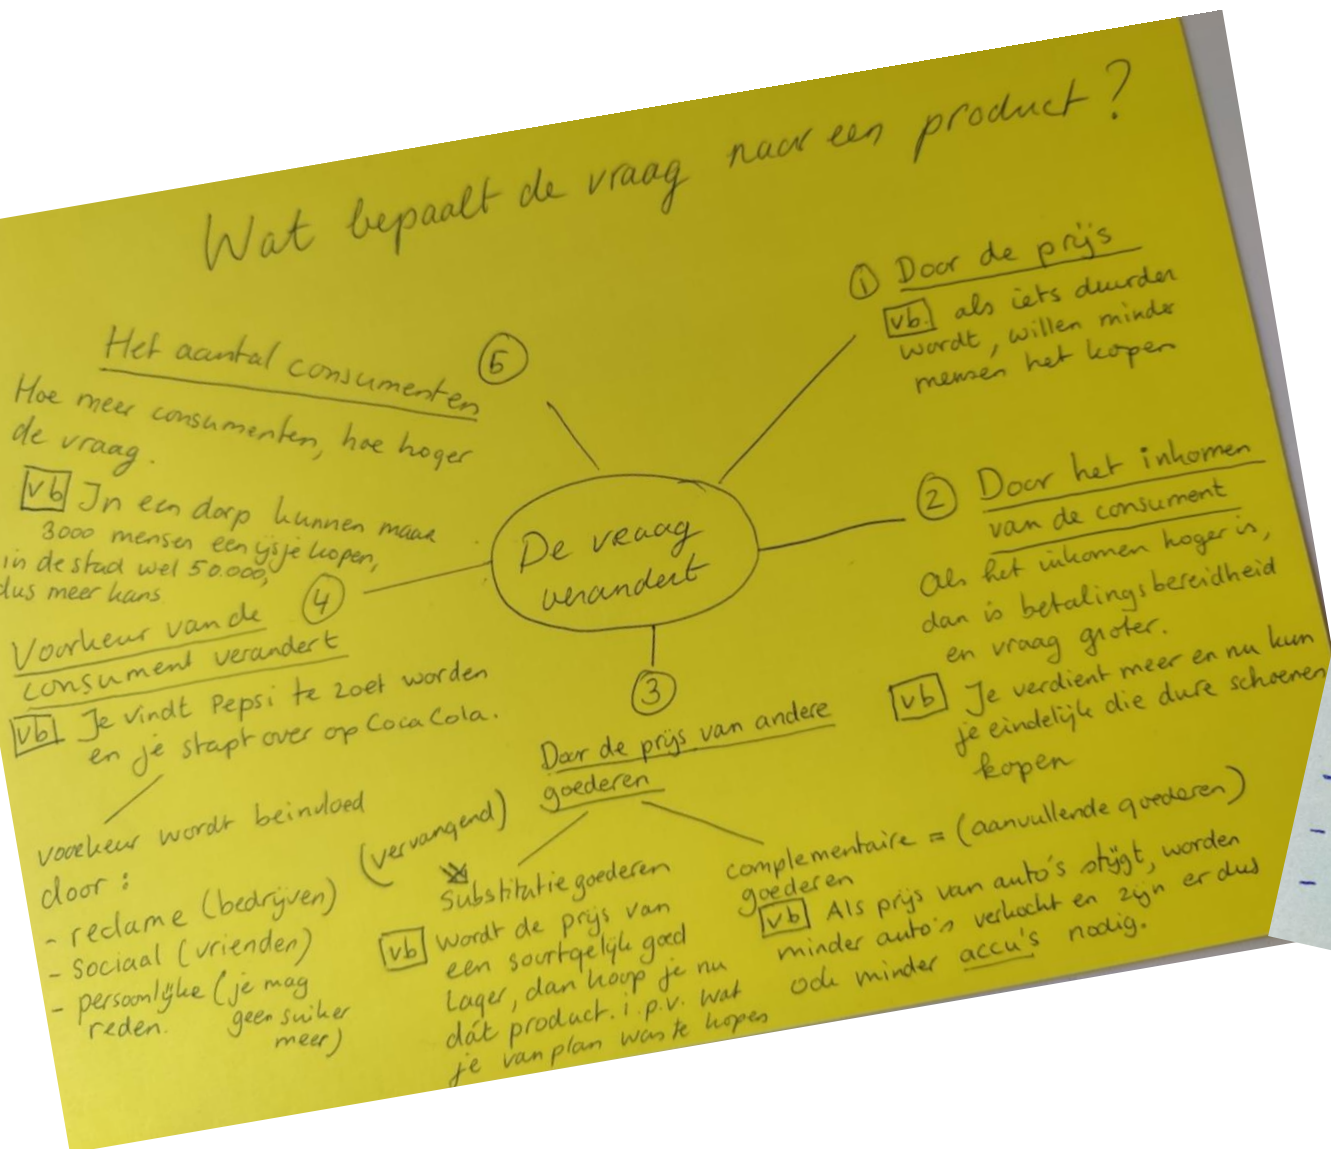 Wat bepaalt de vraag naar een product?
De vraag
verandert
① Door de prijs
vb. als iets duurder
wordt, willen minder
mensen het kopen
② Door het inkomen
van de consument
Als het inkomen hoger is,
dan is betalingsbereidheid
en vraag groter.
vb Je verdient meer en nu kun
je eindelijk die dure schoenen
kopen
③
Door de prijs van andere
goederen
(vervangend)
Substitutiegoederen
vb Wordt de prijs van
een soortgelijk goed
lager, dan koop je nu
dát product. i.p.v. wat
je van plan was te kopen
complementaire = (aanvullende goederen)
goederen
vb Als prijs van auto's stijgt, worden
minder auto's verkocht en zijn er dus
ook minder accu's nodig.
④
Voorkeur van de
consument verandert
vb Je vindt Pepsi te zoet worden
en je stapt over op Coca Cola.
voorkeur wordt beinvloed
door:
- reclame (bedrijven)
- Sociaal (vrienden)
- persoonlijke (je mag
reden. geen suiker
meer)
⑤
Het aantal consumenten
Hoe meer consumenten, hoe hoger
de vraag.
vb In een dorp kunnen maar
3000 mensen een ijsje kopen,
in de stad wel 50.000,
dus meer kans